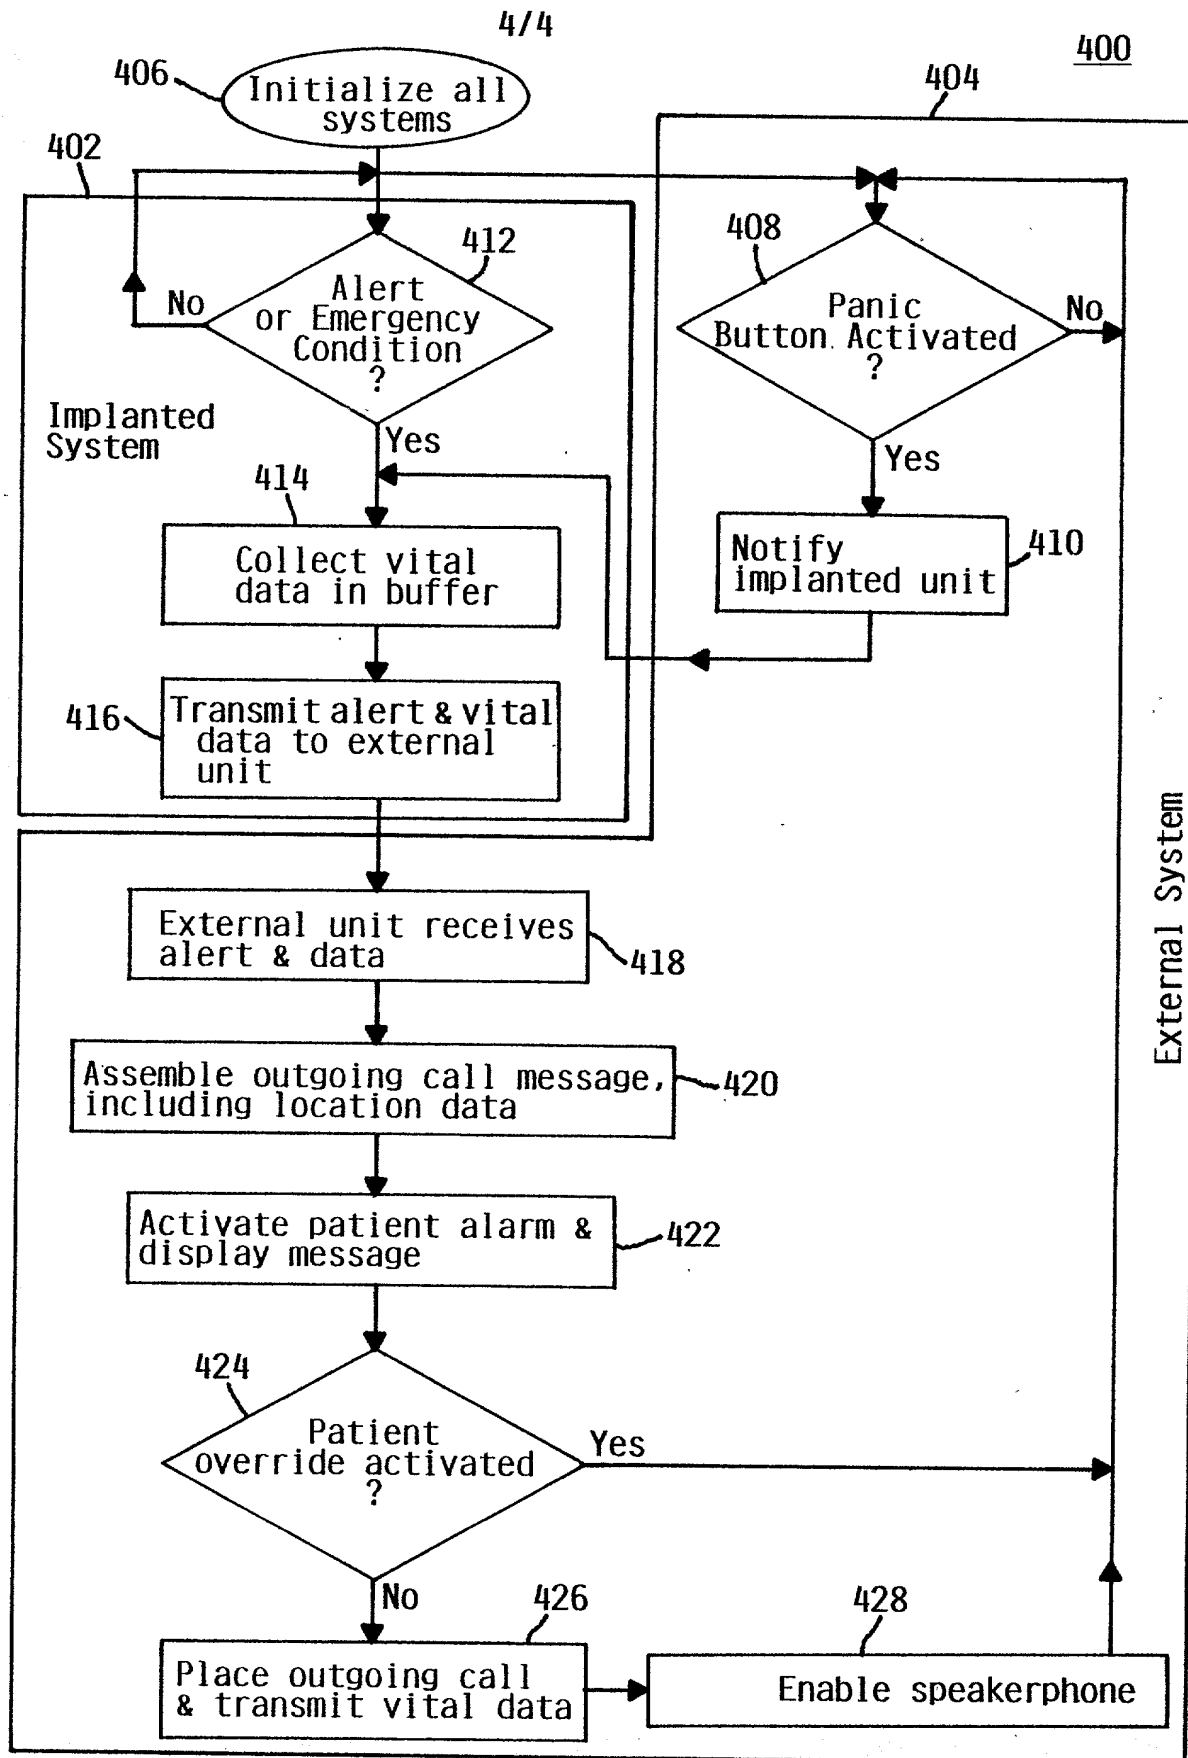 4/4
400
406
Initialize all
systems
404
402
412
408
Alert
or Emergency
Condition
?
No
Panic
Button Activated
?
No
Implanted
System
Yes
Yes
414
Collect vital
data in buffer
Notify
implanted unit
410
416
Transmit alert & vital
data to external
unit
External System
External unit receives
alert & data
418
Assemble outgoing call message,
including location data
420
Activate patient alarm &
display message
422
424
Patient
override activated
?
Yes
No
426
428
Place outgoing call
& transmit vital data
Enable speakerphone